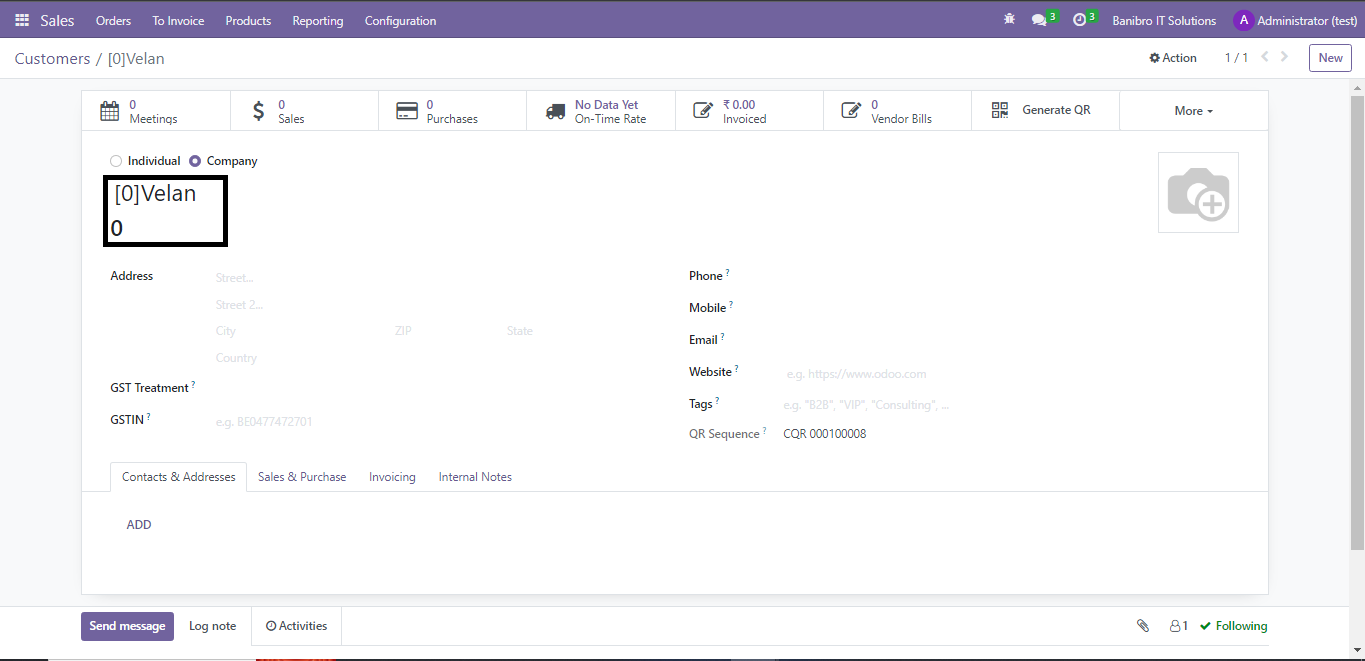 Sales Orders To Invoice Products Reporting Configuration 3 3 Banibro IT Solutions A Administrator (test)
Customers / [0]Velan Action 1 / 1 New
0 Meetings
0 Sales
0 Purchases
No Data Yet On-Time Rate
₹ 0.00 Invoiced
0 Vendor Bills
Generate QR
More
Individual Company
[0]Velan
0
Address Street...
Street 2...
City ZIP State
Country
GST Treatment ?
GSTIN ? e.g. BE0477472701
Phone ?
Mobile ?
Email ?
Website ? e.g. https://www.odoo.com
Tags ? e.g. "B2B", "VIP", "Consulting", ...
QR Sequence ? CQR 000100008
Contacts & Addresses Sales & Purchase Invoicing Internal Notes
ADD
Send message Log note Activities 1 Following